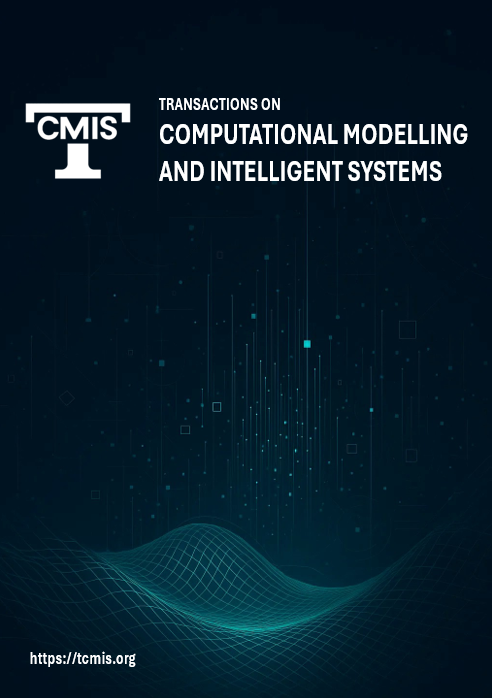 CMIS
TRANSACTIONS ON
COMPUTATIONAL MODELLING
AND INTELLIGENT SYSTEMS
https://tcmis.org